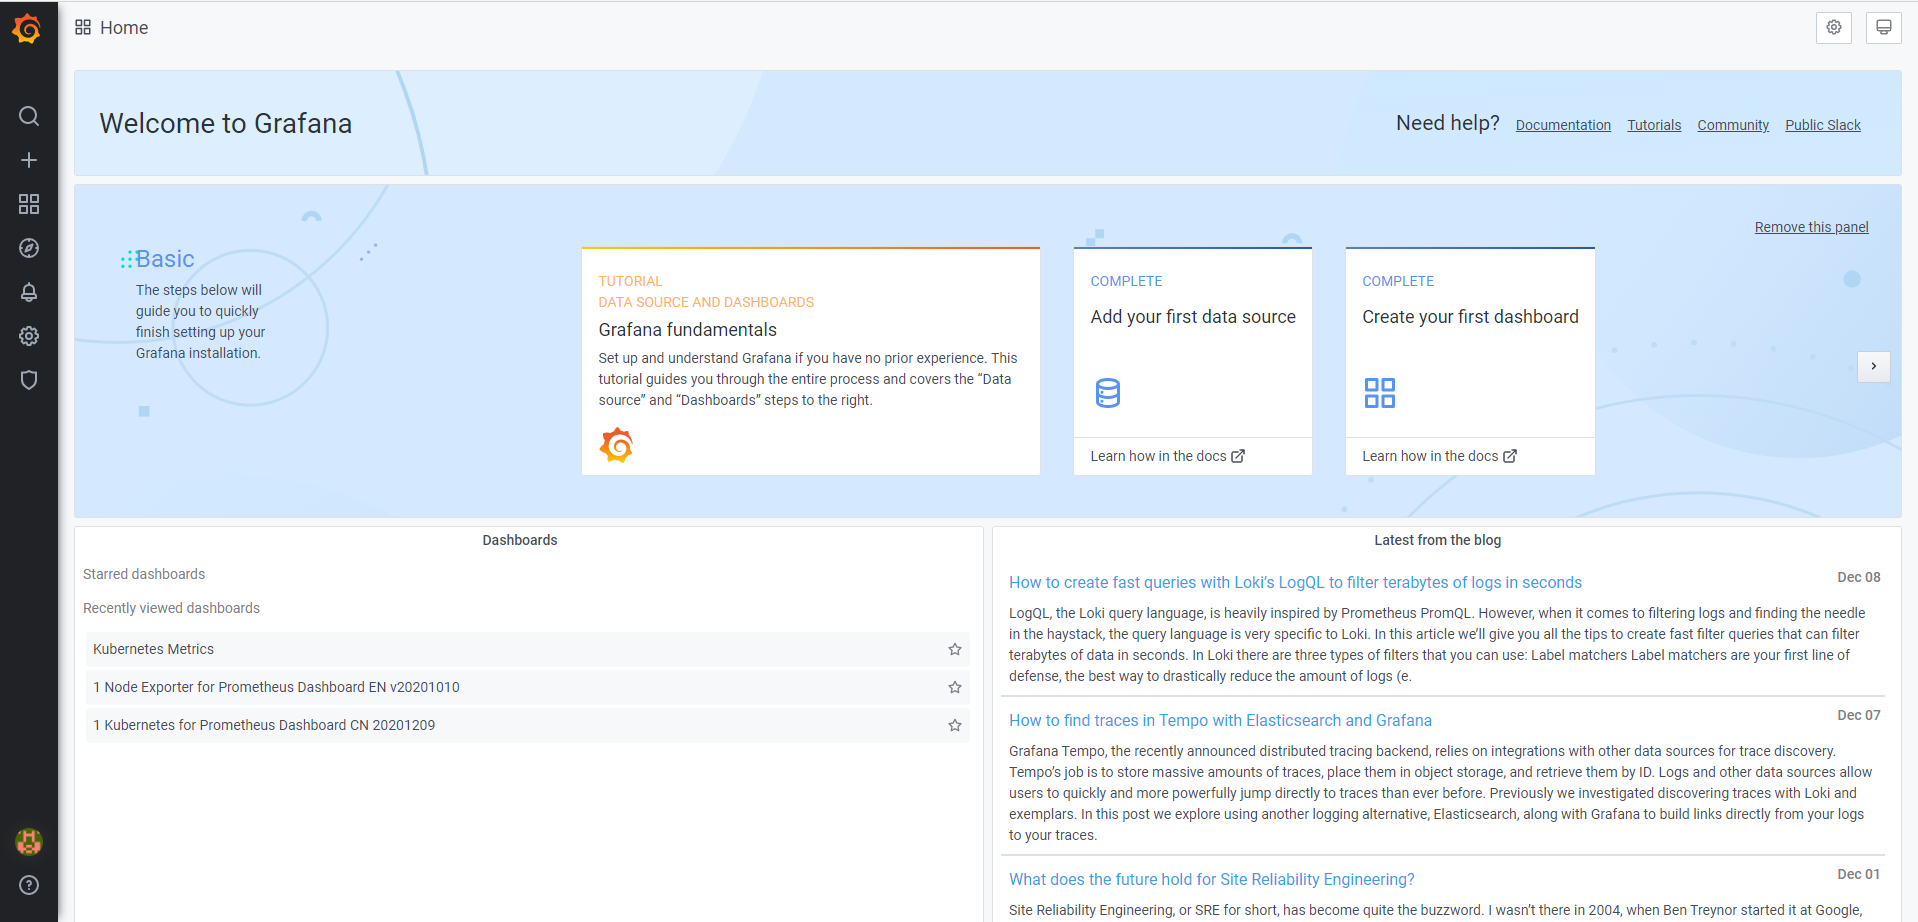 Home
Welcome to Grafana
Need help? Documentation Tutorials Community Public Slack
Remove this panel
Basic
The steps below will
guide you to quickly
finish setting up your
Grafana installation.
TUTORIAL
DATA SOURCE AND DASHBOARDS
Grafana fundamentals
Set up and understand Grafana if you have no prior experience. This
tutorial guides you through the entire process and covers the “Data
source” and “Dashboards” steps to the right.
COMPLETE
Add your first data source
Learn how in the docs
COMPLETE
Create your first dashboard
Learn how in the docs
Dashboards
Starred dashboards
Recently viewed dashboards
Kubernetes Metrics
1 Node Exporter for Prometheus Dashboard EN v20201010
1 Kubernetes for Prometheus Dashboard CN 20201209
Latest from the blog
How to create fast queries with Loki’s LogQL to filter terabytes of logs in seconds
Dec 08
LogQL, the Loki query language, is heavily inspired by Prometheus PromQL. However, when it comes to filtering logs and finding the needle
in the haystack, the query language is very specific to Loki. In this article we’ll give you all the tips to create fast filter queries that can filter
terabytes of data in seconds. In Loki there are three types of filters that you can use: Label matchers Label matchers are your first line of
defense, the best way to drastically reduce the amount of logs (e.
How to find traces in Tempo with Elasticsearch and Grafana
Dec 07
Grafana Tempo, the recently announced distributed tracing backend, relies on integrations with other data sources for trace discovery.
Tempo’s job is to store massive amounts of traces, place them in object storage, and retrieve them by ID. Logs and other data sources allow
users to quickly and more powerfully jump directly to traces than ever before. Previously we investigated discovering traces with Loki and
exemplars. In this post we explore using another logging alternative, Elasticsearch, along with Grafana to build links directly from your logs
to your traces.
What does the future hold for Site Reliability Engineering?
Dec 01
Site Reliability Engineering, or SRE for short, has become quite the buzzword. I wasn’t there in 2004, when Ben Treynor started it at Google,